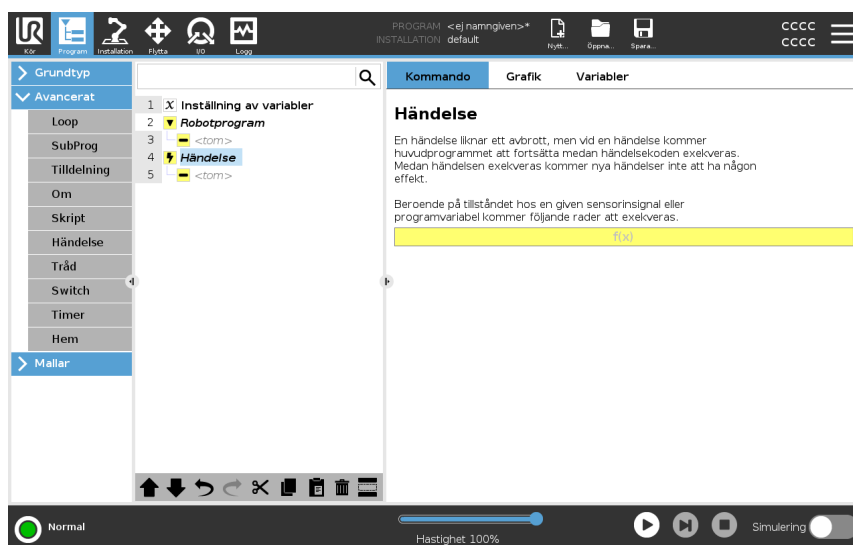 UR
PROGRAM <ej namngiven>*
INSTALLATION default
cccc
cccc
Kör
Program
Installation
Flytta
I/O
Logg
Nytt...
Öppna...
Spara...
Grundtyp
Avancerat
Loop
SubProg
Tilldelning
Om
Skript
Händelse
Tråd
Switch
Timer
Hem
Mallar
1 X Inställning av variabler
2 Robotprogram
3 <tom>
4 Händelse
5 <tom>
Kommando Grafik Variabler
Händelse
En händelse liknar ett avbrott, men vid en händelse kommer
huvudprogrammet att fortsätta medan händelsekoden exekveras.
Medan händelsen exekveras kommer nya händelser inte att ha någon
effekt.
Beroende på tillståndet hos en given sensorinsignal eller
programvariabel kommer följande rader att exekveras.
f(x)
Normal
Hastighet 100%
Simulering